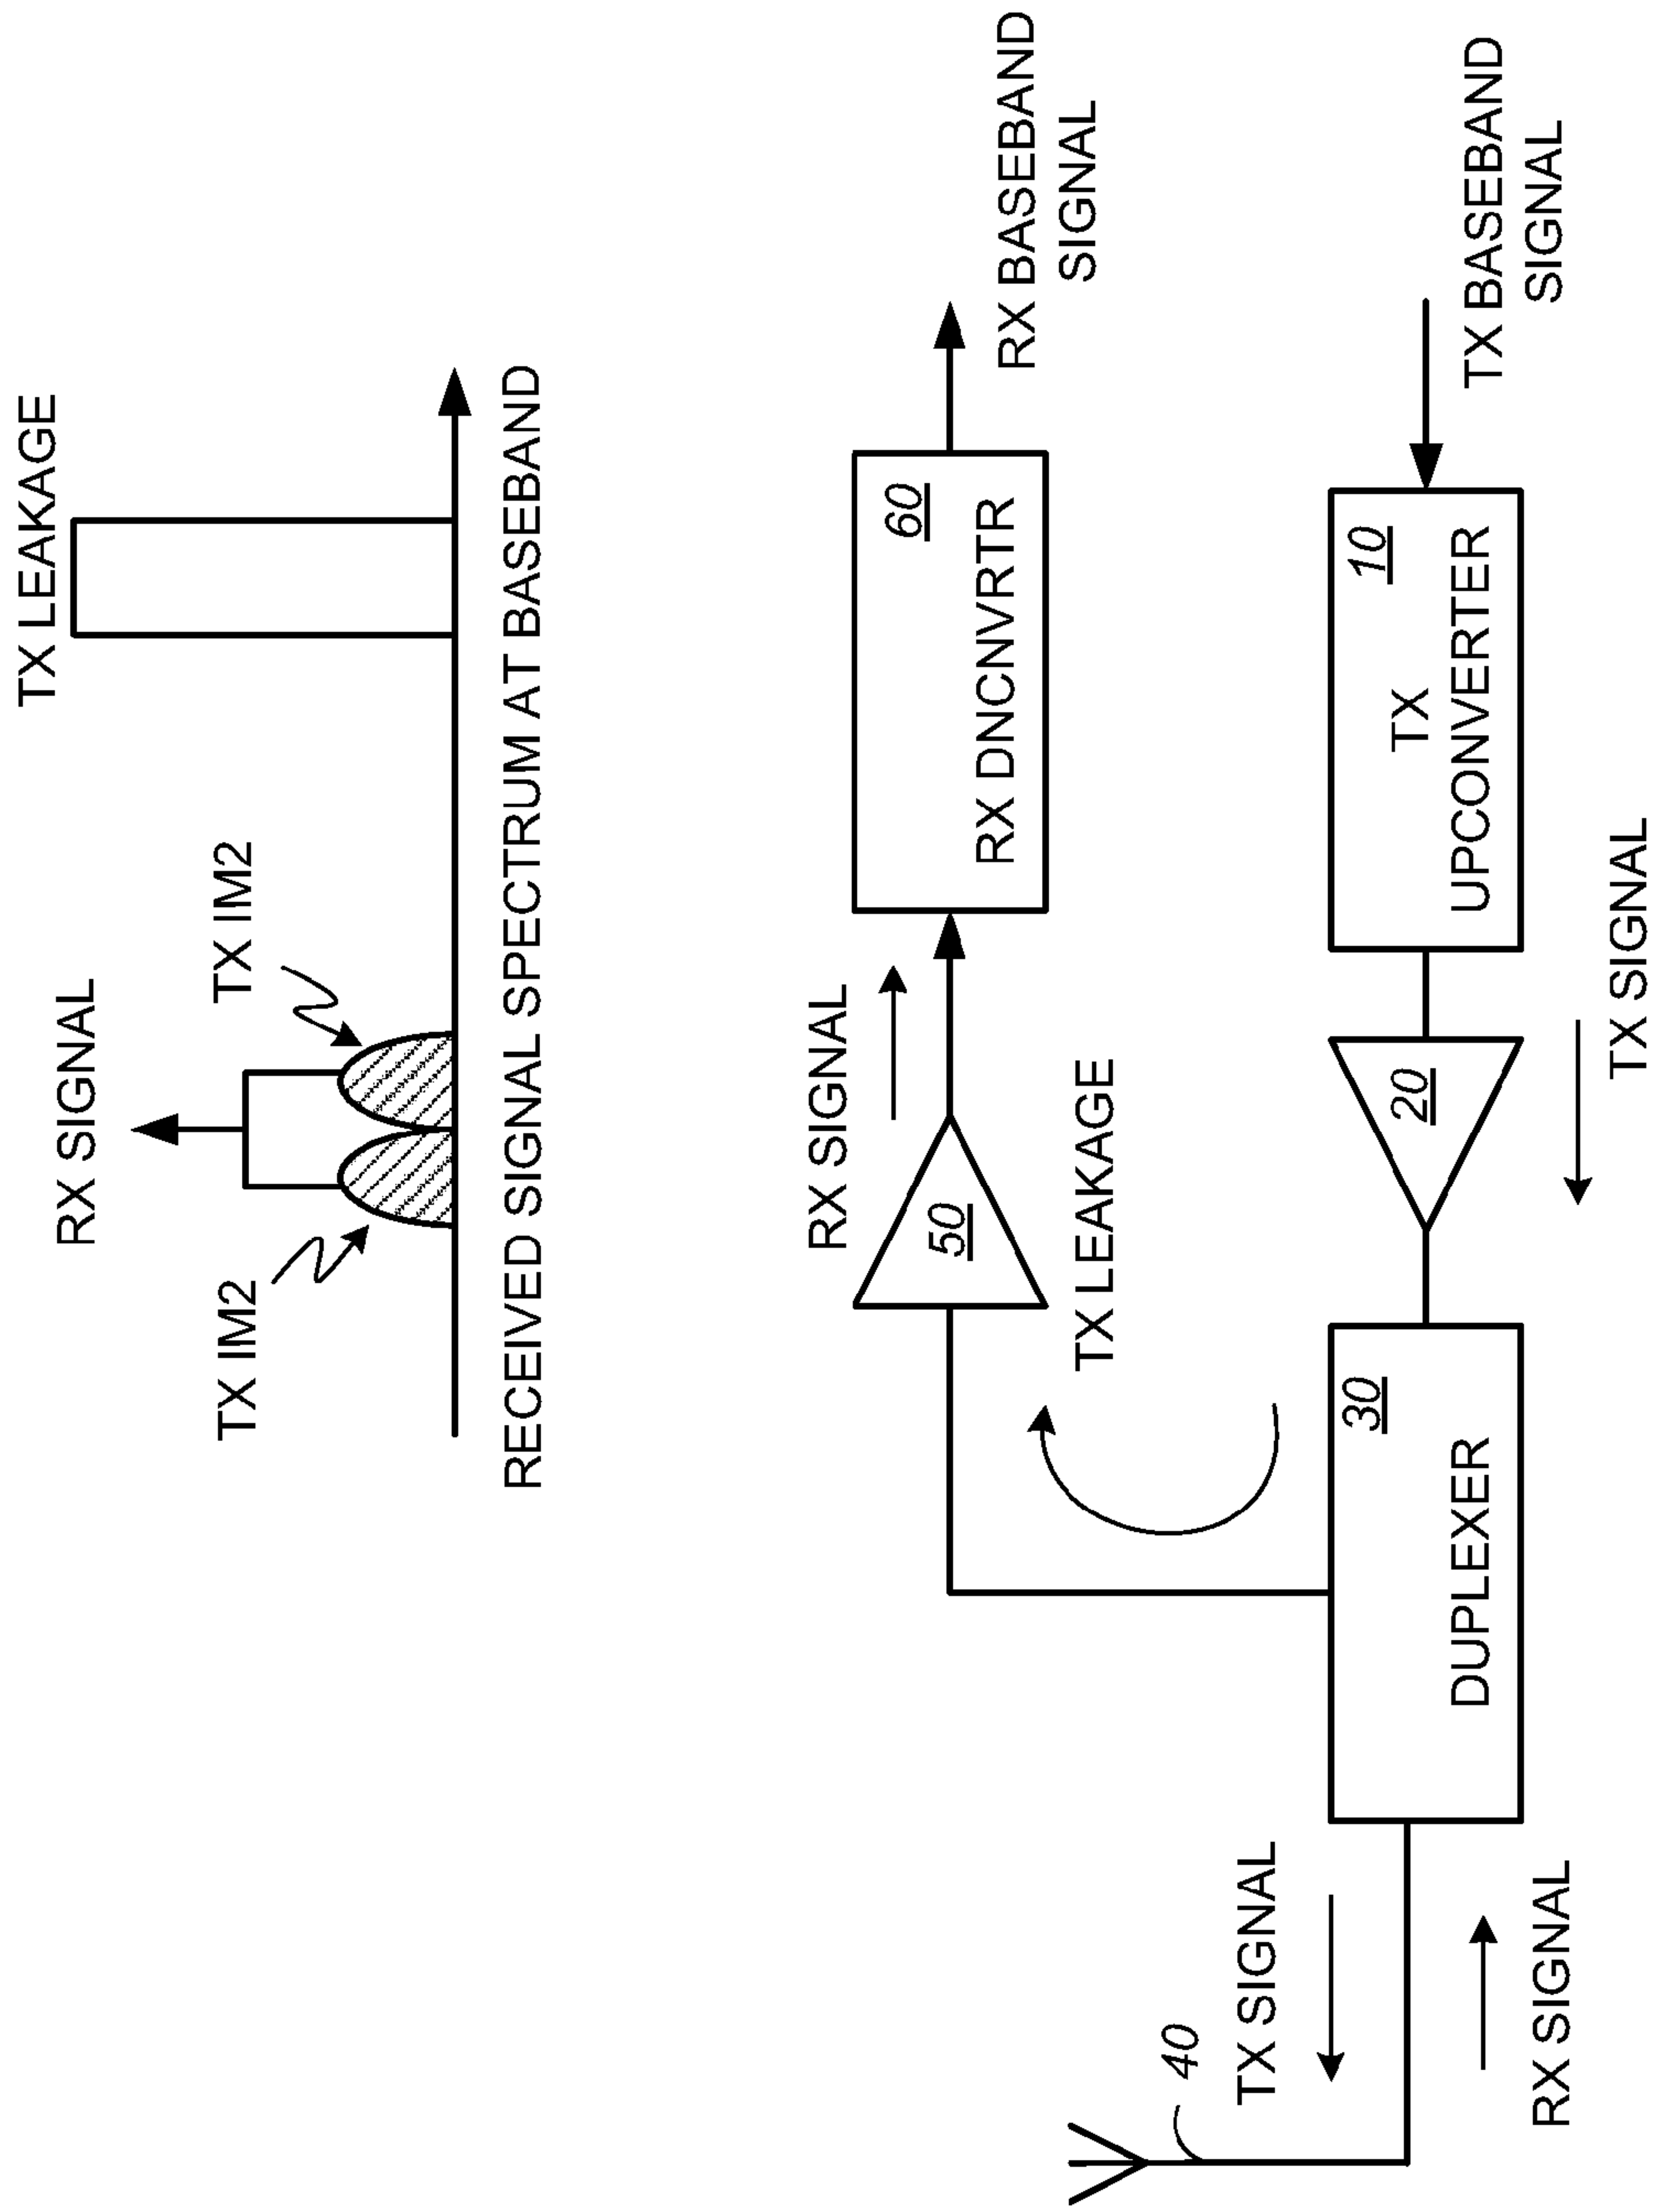 TX LEAKAGE
RX SIGNAL
TX IM2
TX IM2
RECEIVED SIGNAL SPECTRUM AT BASEBAND
RX SIGNAL
50
60
RX DNCNVRTR
RX BASEBAND
SIGNAL
TX LEAKAGE
40
TX SIGNAL
RX SIGNAL
30
DUPLEXER
20
10
TX
UPCONVERTER
TX BASEBAND
SIGNAL
TX SIGNAL